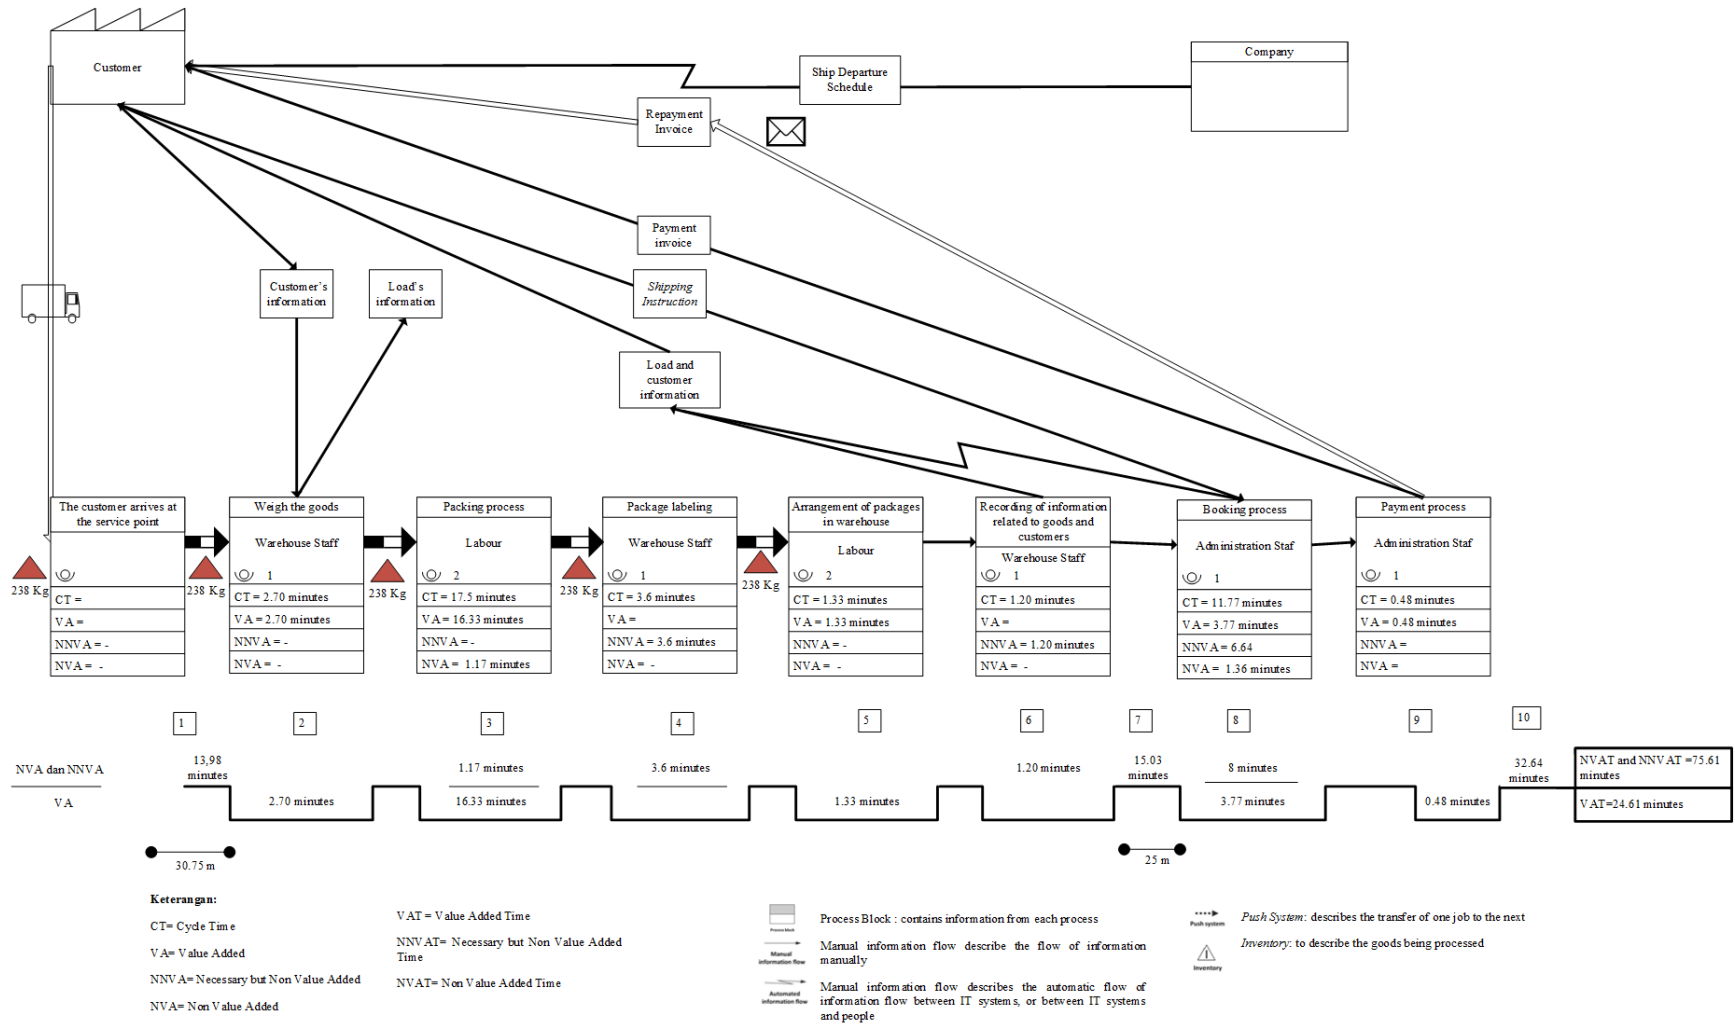 Customer
Ship Departure
Schedule
Company
Repayment
Invoice
Payment
invoice
Customer's
information
Load's
information
Shipping
Instruction
Load and
customer
information
The customer arrives at
the service point
CT =
VA =
NNVA = -
NVA = -
238 Kg
Weigh the goods
Warehouse Staff
1
CT = 2.70 minutes
VA = 2.70 minutes
NNVA = -
NVA = -
238 Kg
Packing process
Labour
2
CT = 17.5 minutes
VA = 16.33 minutes
NNVA = -
NVA = 1.17 minutes
238 Kg
Package labeling
Warehouse Staff
1
CT = 3.6 minutes
VA =
NNVA = 3.6 minutes
NVA = -
238 Kg
Arrangement of packages
in warehouse
Labour
2
CT = 1.33 minutes
VA = 1.33 minutes
NNVA = -
NVA = -
238 Kg
Recording of information
related to goods and
customers
Warehouse Staff
1
CT = 1.20 minutes
VA =
NNVA = 1.20 minutes
NVA = -
Booking process
Administration Staf
1
CT = 11.77 minutes
VA = 3.77 minutes
NNVA = 6.64
NVA = 1.36 minutes
Payment process
Administration Staf
1
CT = 0.48 minutes
VA = 0.48 minutes
NNVA =
NVA =
1
2
3
4
5
6
7
8
9
10
NVA dan NNVA
VA
13,98
minutes
2.70 minutes
1.17 minutes
16.33 minutes
3.6 minutes
1.33 minutes
1.20 minutes
15.03
minutes
8 minutes
3.77 minutes
0.48 minutes
32.64
minutes
NVAT and NNVAT =75.61
minutes
VAT=24.61 minutes
30.75 m
25 m
Keterangan:
CT= Cycle Time
VA= Value Added
NNVA= Necessary but Non Value Added
NVA= Non Value Added
VAT = Value Added Time
NNVAT= Necessary but Non Value Added
Time
NVAT= Non Value Added Time
Process block
Process Block : contains information from each process
Manual
information flow
Manual information flow describe the flow of information
manually
Automated
information flow
Manual information flow describes the automatic flow of
information flow between IT systems, or between IT systems
and people
Push system
Push System: describes the transfer of one job to the next
Inventory
Inventory: to describe the goods being processed